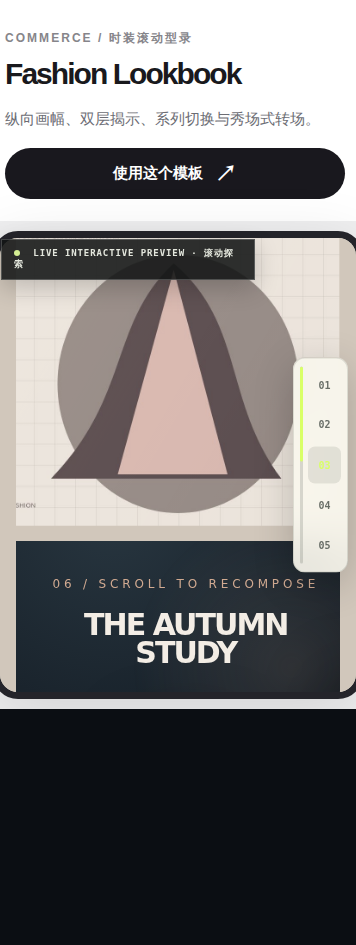 COMMERCE / 时装滚动型录
Fashion Lookbook
纵向画幅、双层揭示、系列切换与秀场式转场。
使用这个模板 ↗
LIVE INTERACTIVE PREVIEW · 滚动探
索
01
02
03
04
SHION
05
06 / SCROLL TO RECOMPOSE
THE AUTUMN
STUDY